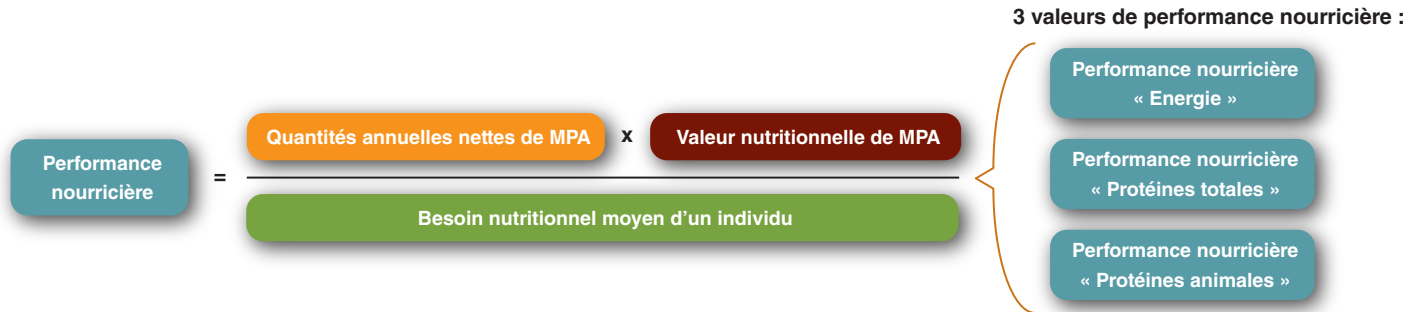 3 valeurs de performance nourricière :
Performance
nourricière
=
Quantités annuelles nettes de MPA
x
Valeur nutritionnelle de MPA
Besoin nutritionnel moyen d’un individu
Performance nourricière
« Energie »
Performance nourricière
« Protéines totales »
Performance nourricière
« Protéines animales »